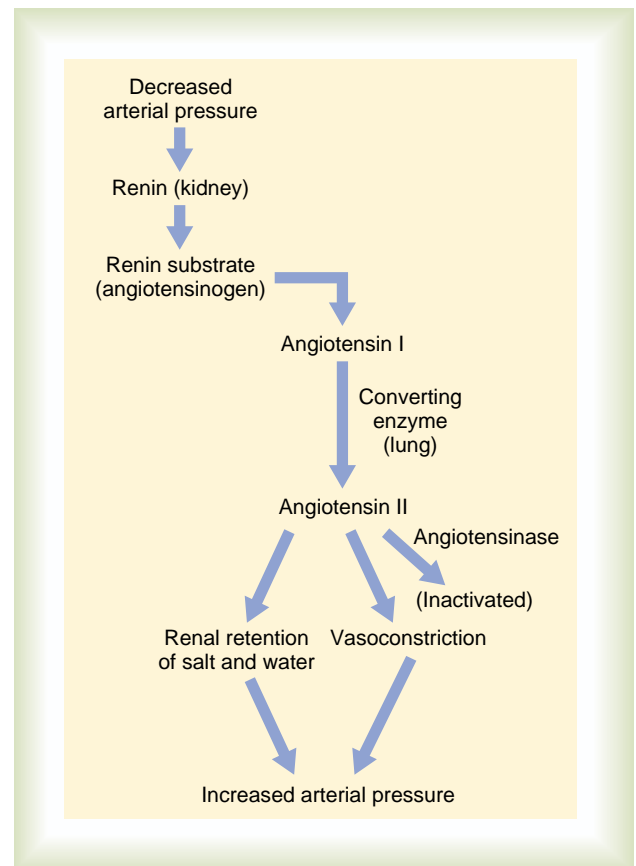 Decreased
arterial pressure
Renin (kidney)
Renin substrate
(angiotensinogen)
Angiotensin I
Converting
enzyme
(lung)
Angiotensin II
Angiotensinase
(Inactivated)
Renal retention
of salt and water
Vasoconstriction
Increased arterial pressure